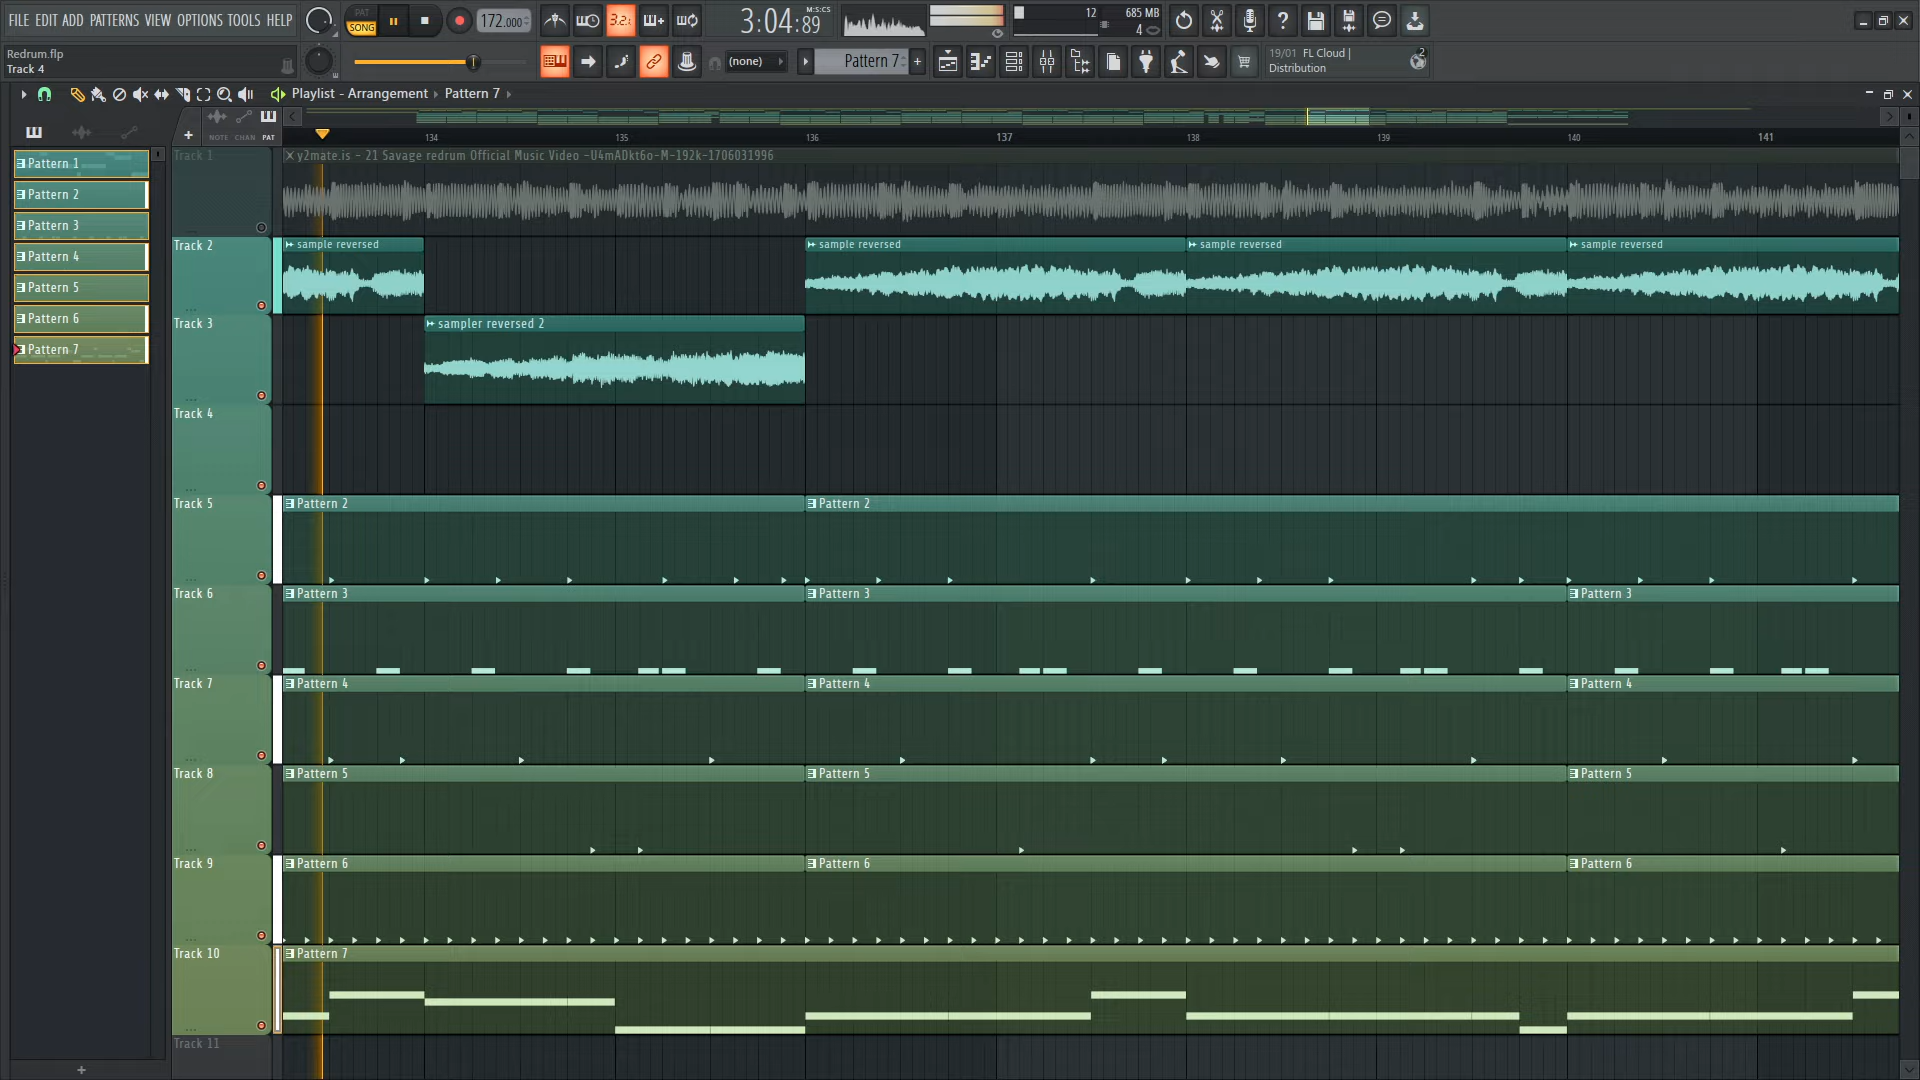 FILE EDIT ADD PATTERNS VIEW OPTIONS TOOLS HELP
PAT
SONG
172.000
3:04:89
M:S:CS
12
685 MB
4
Redrum.flp
Track 4
(none)
Pattern 7
+
19/01 FL Cloud |
Distribution
2
Playlist - Arrangement › Pattern 7 ›
NOTE CHAN PAT
134 135 136 137 138 139 140 141
Pattern 1
Pattern 2
Pattern 3
Pattern 4
Pattern 5
Pattern 6
Pattern 7
Track 1
y2mate.is - 21 Savage redrum Official Music Video -U4mADkt6o-M-192k-1706031996
Track 2
sample reversed
sample reversed
sample reversed
sample reversed
Track 3
sampler reversed 2
Track 4
Track 5
Pattern 2
Pattern 2
Track 6
Pattern 3
Pattern 3
Pattern 3
Track 7
Pattern 4
Pattern 4
Pattern 4
Track 8
Pattern 5
Pattern 5
Pattern 5
Track 9
Pattern 6
Pattern 6
Pattern 6
Track 10
Pattern 7
Track 11
+